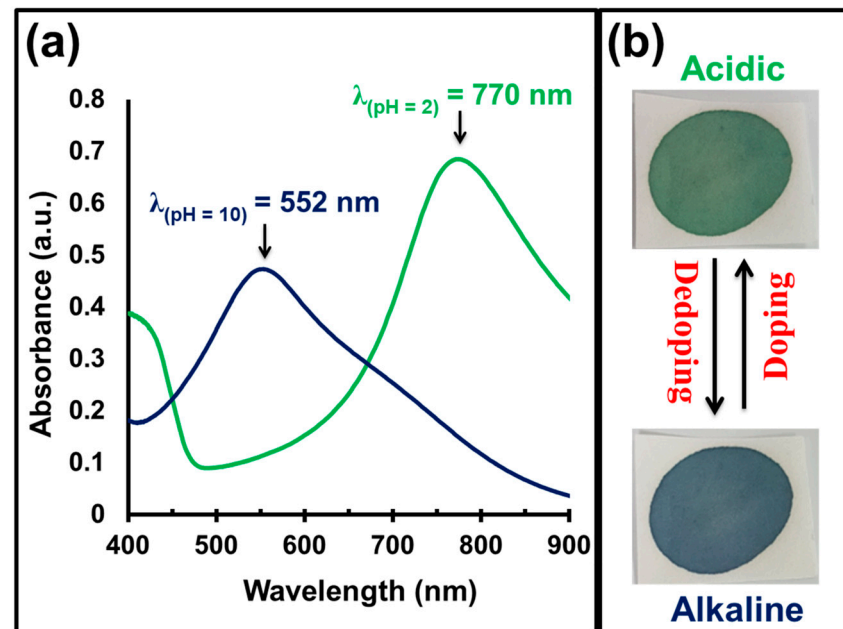 (a)
λ(pH = 2) = 770 nm
λ(pH = 10) = 552 nm
Absorbance (a.u.)
0.8
0.7
0.6
0.5
0.4
0.3
0.2
0.1
0
400 500 600 700 800 900
Wavelength (nm)
(b)
Acidic
Dedoping
Doping
Alkaline